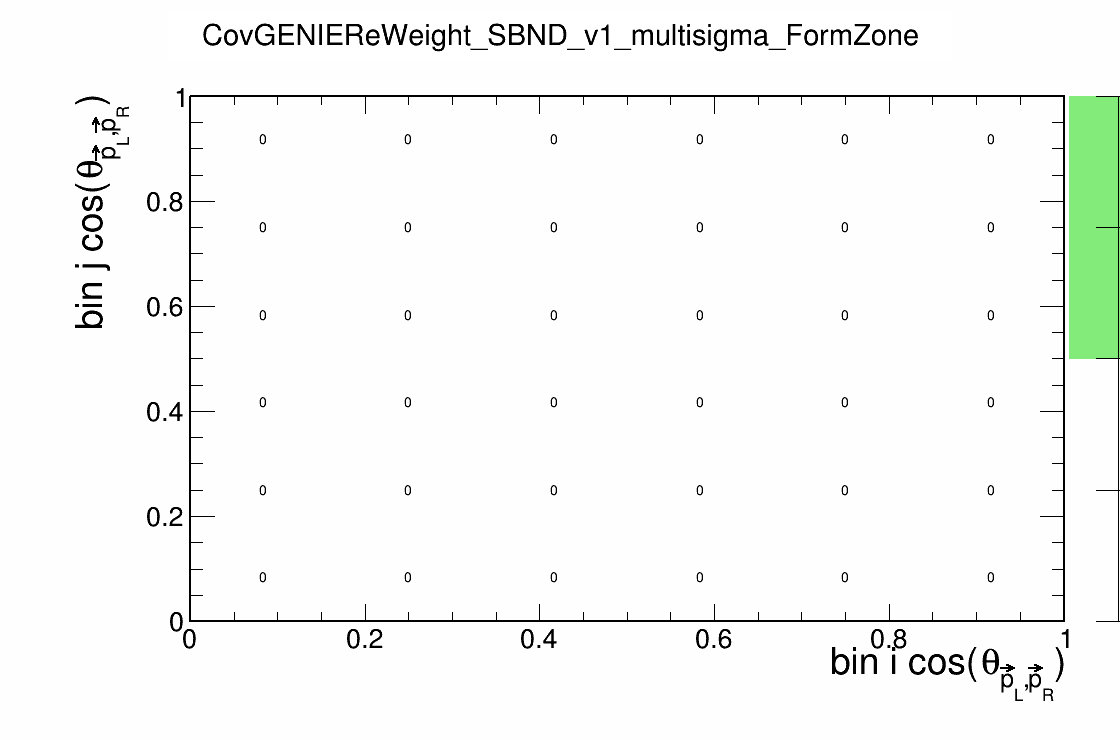 CovGENIEReWeight_SBND_v1_multisigma_FormZone
bin j cos(θp⃗L,p⃗R)
1
0 0 0 0 0 0
0.8
0 0 0 0 0 0
0.6
0 0 0 0 0 0
0.4
0 0 0 0 0 0
0.2
0 0 0 0 0 0
0 0 0 0 0 0
0
0 0.2 0.4 0.6 0.8 1
bin i cos(θp⃗L,p⃗R)